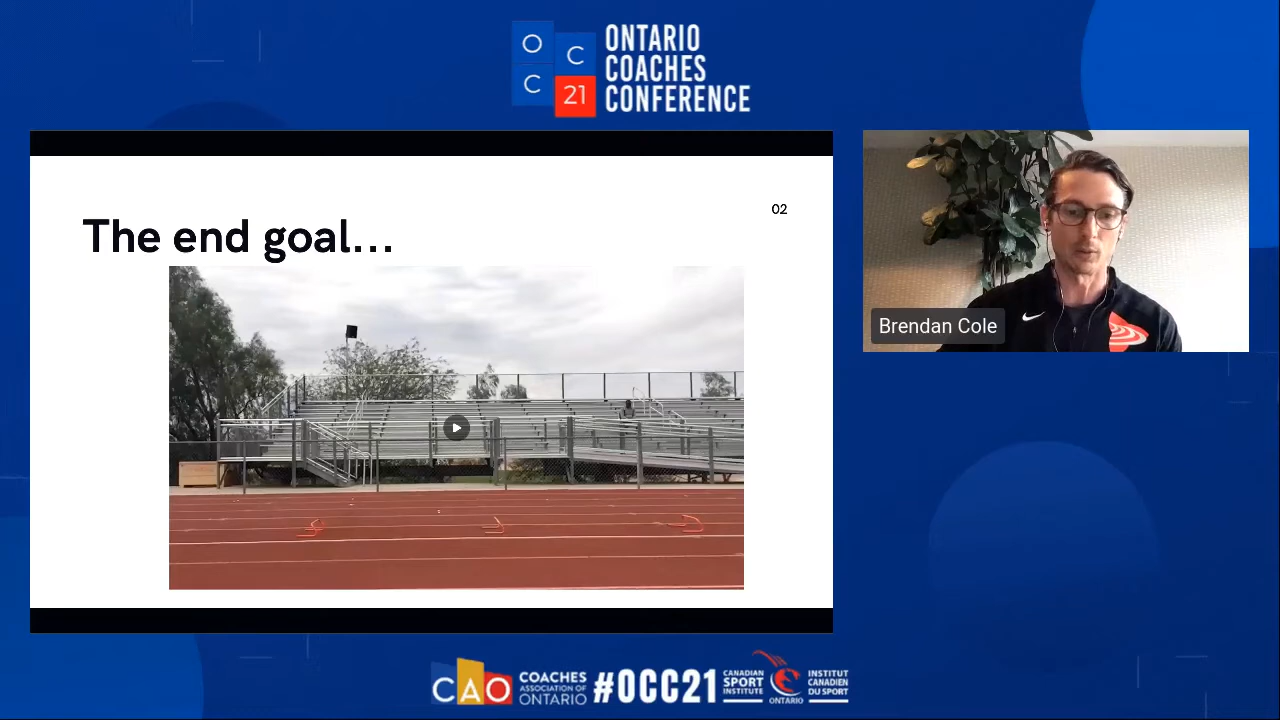 O
C
C
21
ONTARIO
COACHES
CONFERENCE
02
The end goal...
Brendan Cole
CAO
COACHES
ASSOCIATION OF
ONTARIO
#OCC21
CANADIAN
SPORT
INSTITUTE
ONTARIO
INSTITUT
CANADIEN
DU SPORT